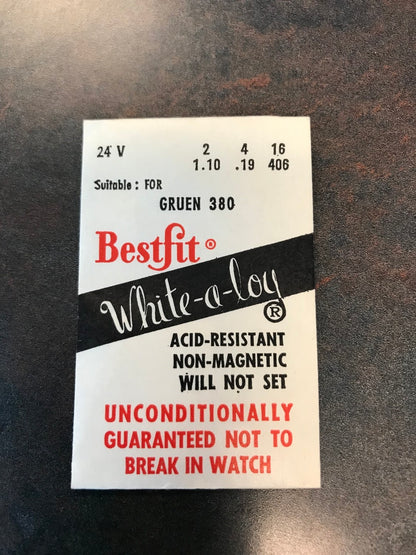 24 V 2 4 16
1.10 .19 406
Suitable : FOR
GRUEN 380
Bestfit ®
White-a-loy ®
ACID-RESISTANT
NON-MAGNETIC
WILL NOT SET
UNCONDITIONALLY
GUARANTEED NOT TO
BREAK IN WATCH